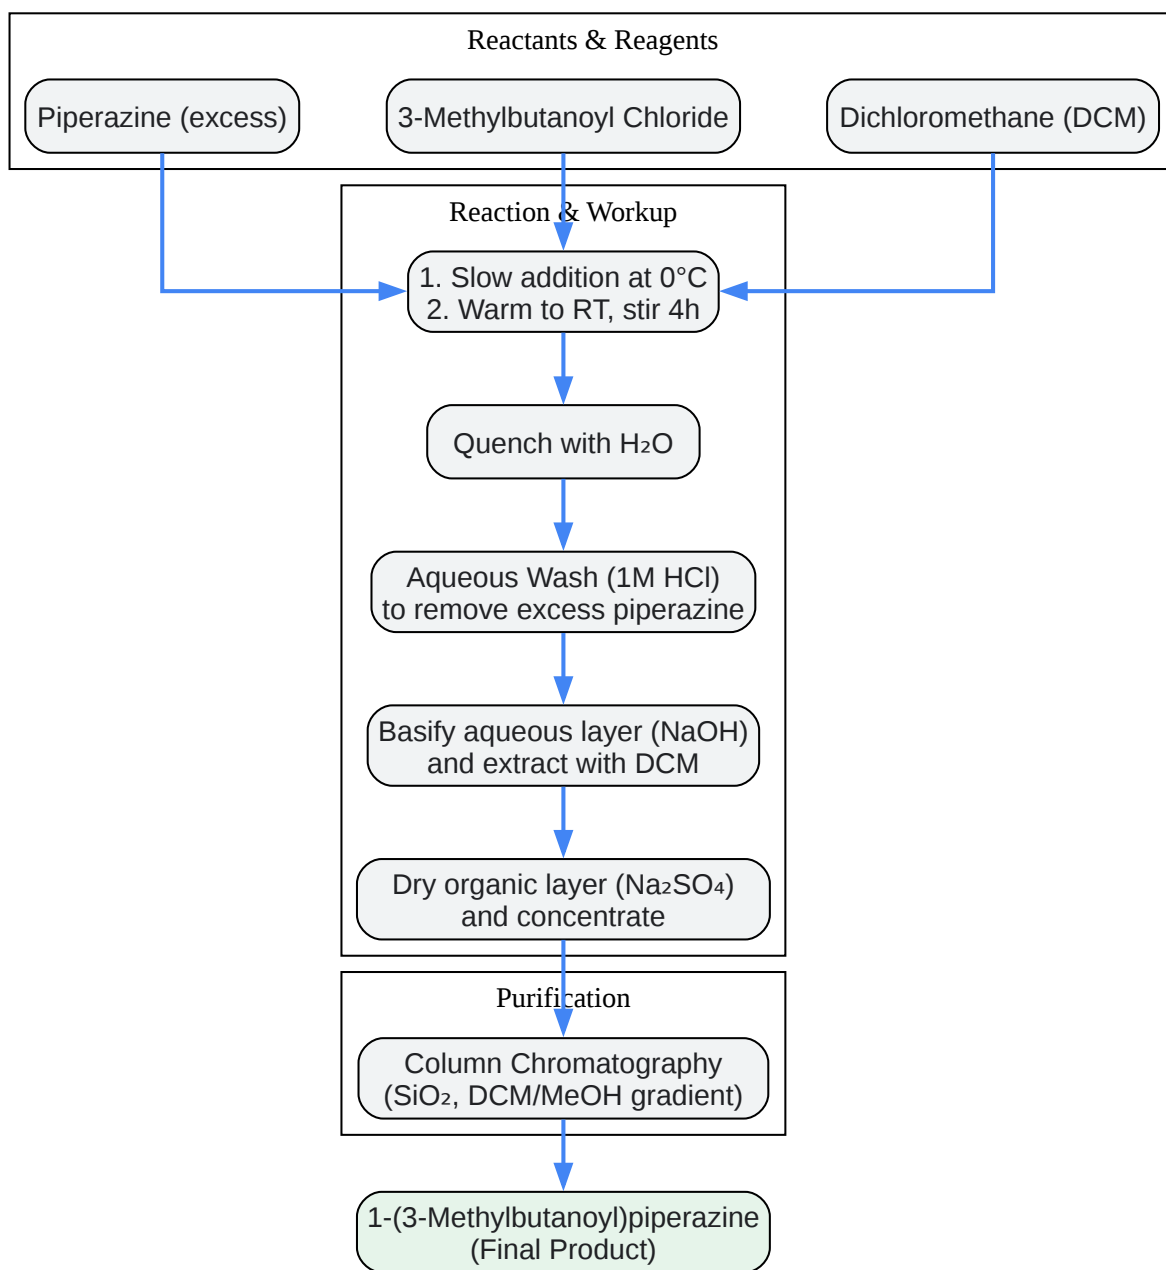 Reactants & Reagents
Piperazine (excess)
3-Methylbutanoyl Chloride
Dichloromethane (DCM)
Reaction & Workup
1. Slow addition at 0°C
2. Warm to RT, stir 4h
Quench with H₂O
Aqueous Wash (1M HCl)
to remove excess piperazine
Basify aqueous layer (NaOH)
and extract with DCM
Dry organic layer (Na₂SO₄)
and concentrate
Purification
Column Chromatography
(SiO₂, DCM/MeOH gradient)
1-(3-Methylbutanoyl)piperazine
(Final Product)